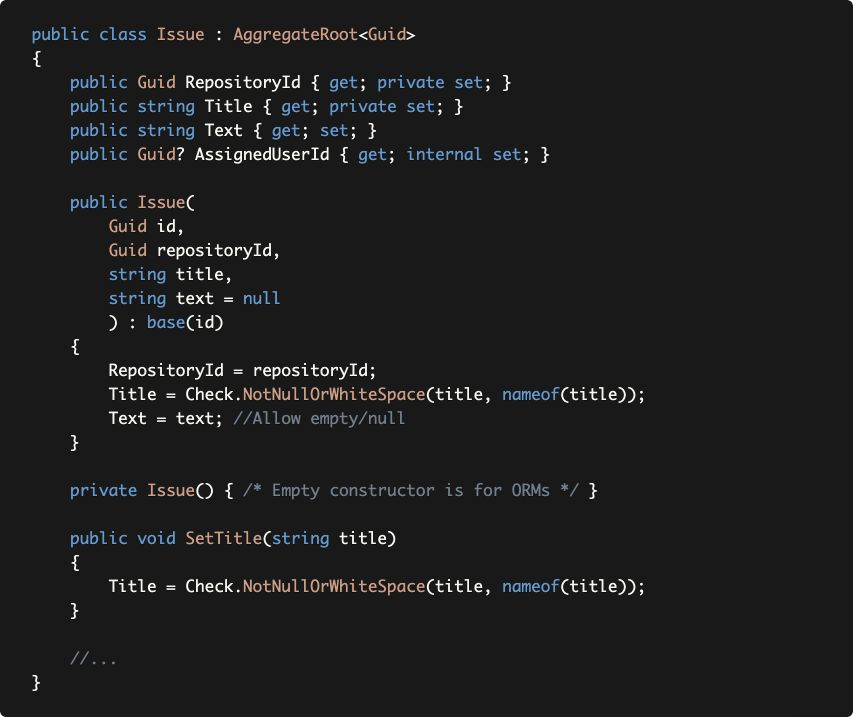 public class Issue : AggregateRoot<Guid>
{
    public Guid RepositoryId { get; private set; }
    public string Title { get; private set; }
    public string Text { get; set; }
    public Guid? AssignedUserId { get; internal set; }

    public Issue(
        Guid id,
        Guid repositoryId,
        string title,
        string text = null
        ) : base(id)
    {
        RepositoryId = repositoryId;
        Title = Check.NotNullOrWhiteSpace(title, nameof(title));
        Text = text; //Allow empty/null
    }

    private Issue() { /* Empty constructor is for ORMs */ }

    public void SetTitle(string title)
    {
        Title = Check.NotNullOrWhiteSpace(title, nameof(title));
    }

    //...
}